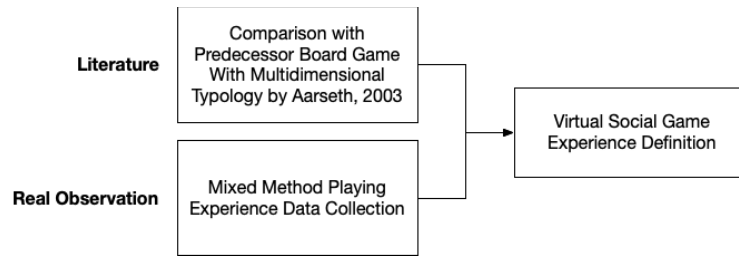 Literature
Comparison with
Predecessor Board Game
With Multidimensional
Typology by Aarseth, 2003
Real Observation
Mixed Method Playing
Experience Data Collection
Virtual Social Game
Experience Definition